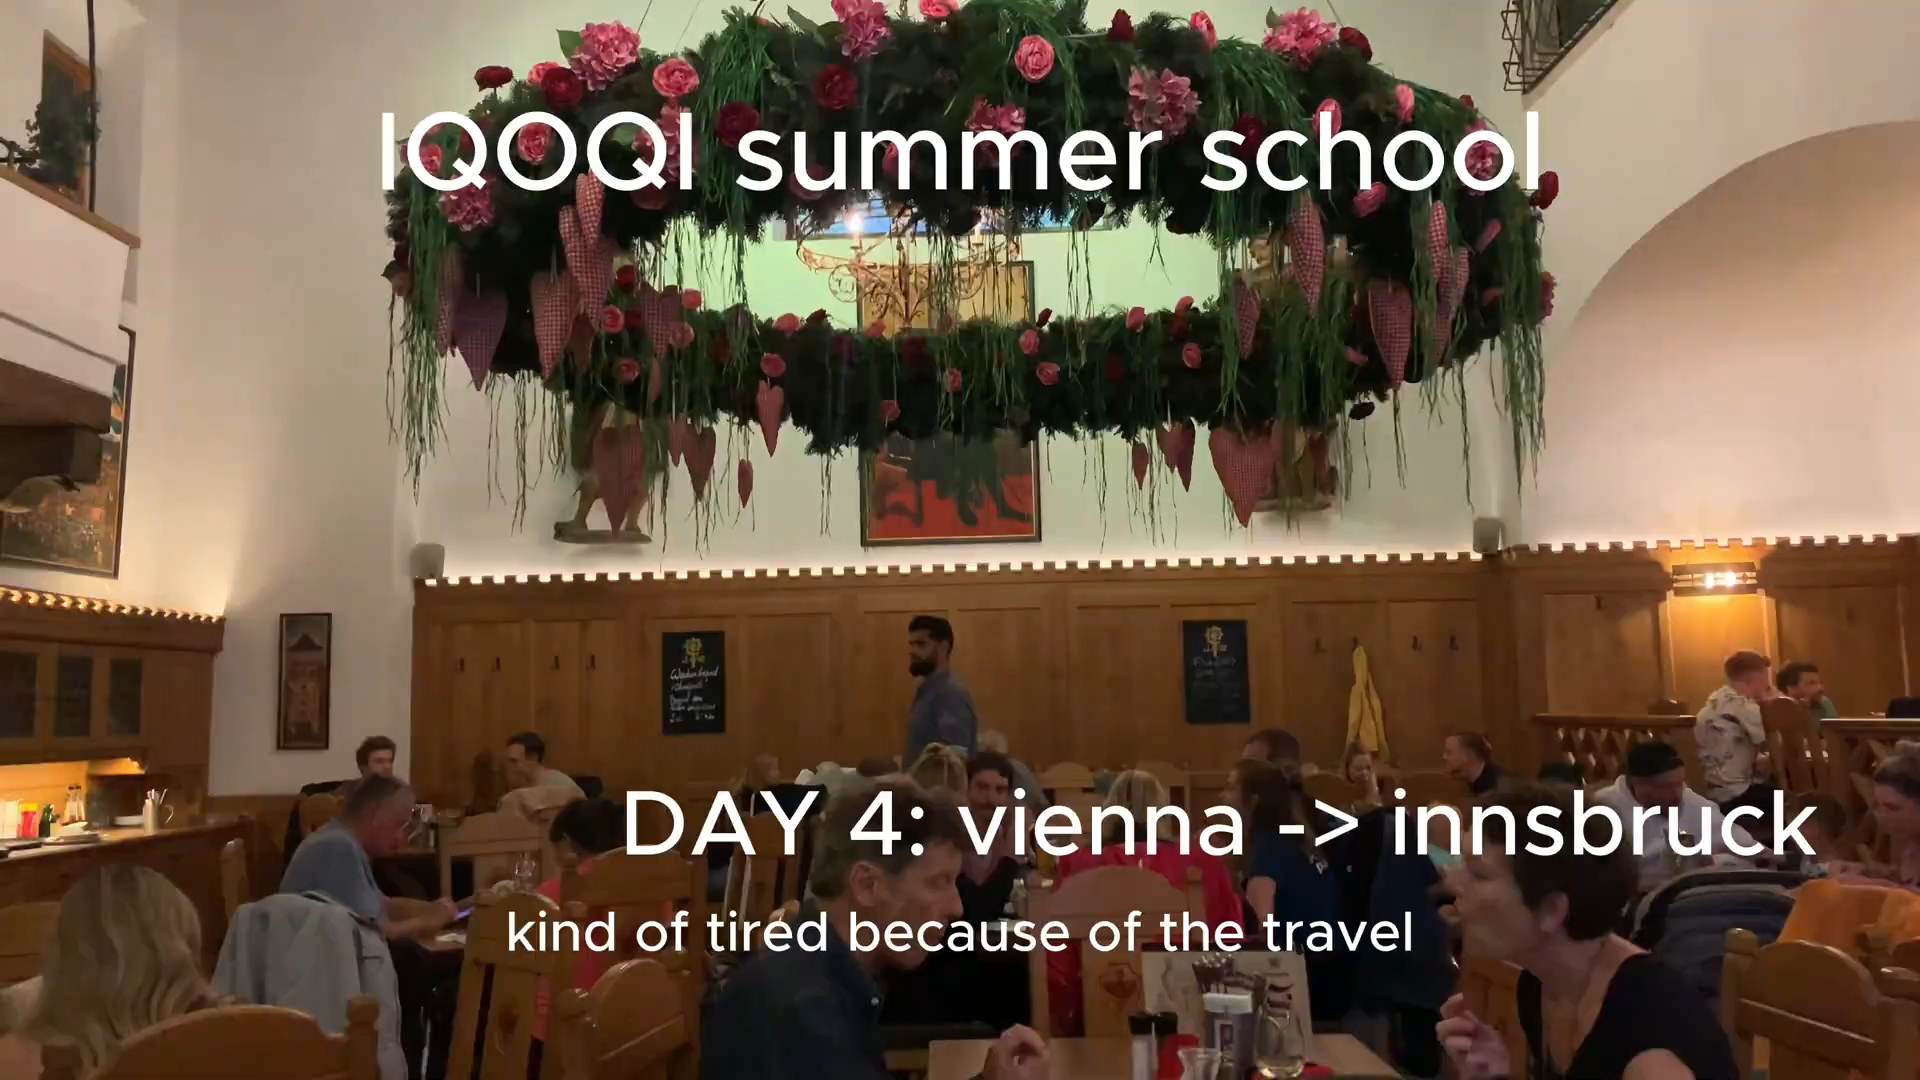 IQOQI summer school
DAY 4: vienna -> innsbruck
kind of tired because of the travel